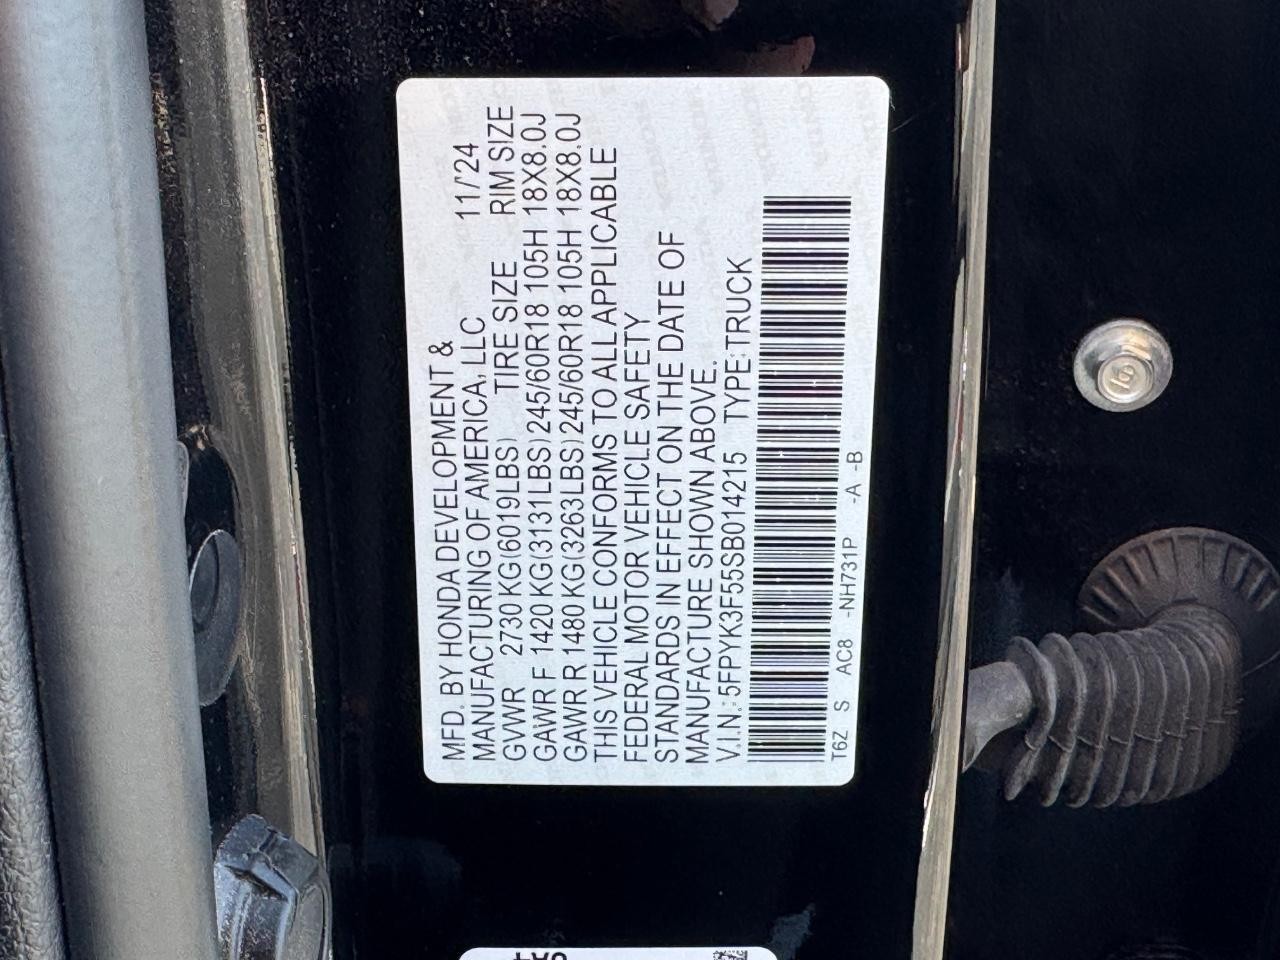 MFD. BY HONDA DEVELOPMENT &
MANUFACTURING OF AMERICA, LLC 11/'24
GVWR 2730 KG(6019LBS) TIRE SIZE RIM SIZE
GAWR F 1420 KG(3131LBS) 245/60R18 105H 18X8.0J
GAWR R 1480 KG(3263LBS) 245/60R18 105H 18X8.0J
THIS VEHICLE CONFORMS TO ALL APPLICABLE
FEDERAL MOTOR VEHICLE SAFETY
STANDARDS IN EFFECT ON THE DATE OF
MANUFACTURE SHOWN ABOVE.
V.I.N.: 5FPYK3F55SB014215 TYPE: TRUCK
T6Z S AC8 -NH731P -A -B